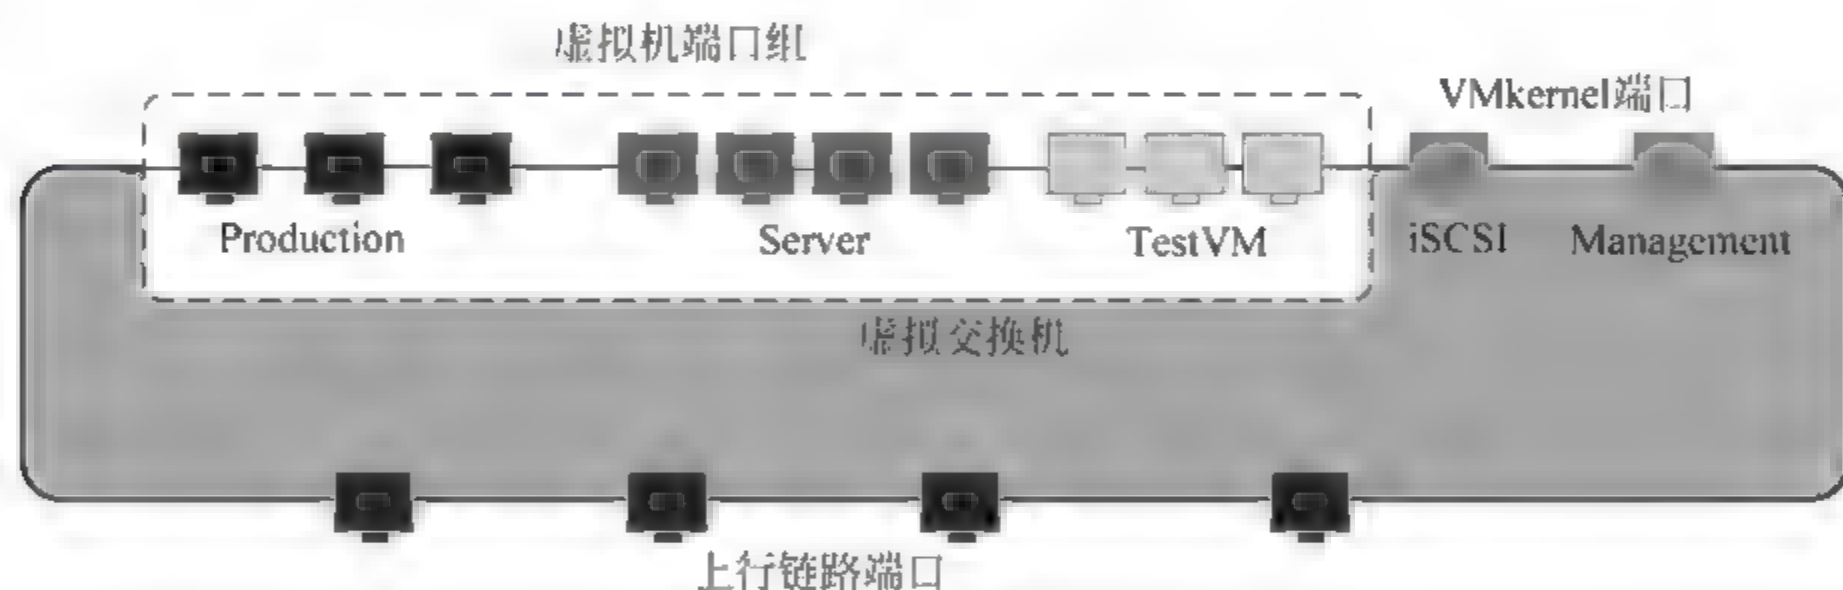 虚拟机端口组
VMkernel端口
Production
Server
TestVM
iSCSI
Management
虚拟交换机
上行链路端口